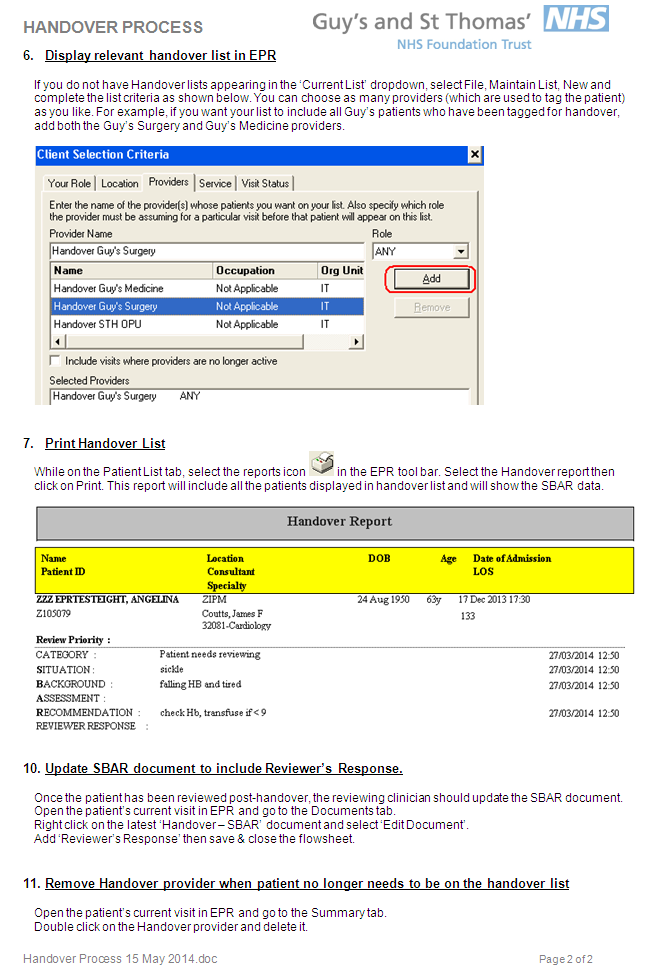 HANDOVER PROCESS
Guy's and St Thomas' NHS
NHS Foundation Trust
6. Display relevant handover list in EPR
If you do not have Handover lists appearing in the 'Current List' dropdown, select File, Maintain List, New and
complete the list criteria as shown below. You can choose as many providers (which are used to tag the patient)
as you like. For example, if you want your list to include all Guy's patients who have been tagged for handover,
add both the Guy's Surgery and Guy's Medicine providers.
Client Selection Criteria
Your Role Location Providers Service Visit Status
Enter the name of the provider(s) whose patients you want on your list. Also specify which role
the provider must be assuming for a particular visit before that patient will appear on this list.
Provider Name Role
Handover Guy's Surgery ANY
Name Occupation Org Unit
Add
Handover Guy's Medicine Not Applicable IT
Handover Guy's Surgery Not Applicable IT
Remove
Handover STH OPU Not Applicable IT
Include visits where providers are no longer active
Selected Providers
Handover Guy's Surgery ANY
7. Print Handover List
While on the Patient List tab, select the reports icon in the EPR tool bar. Select the Handover report then
click on Print. This report will include all the patients displayed in handover list and will show the SBAR data.
Handover Report
Name Location DOB Age Date of Admission
Patient ID Consultant LOS
Specialty
ZZZ EPRTESTEIGHT, ANGELINA ZIPM 24 Aug 1950 63y 17 Dec 2013 17:30
Z105079 Coutts, James F 133
32081-Cardiology
Review Priority :
CATEGORY : Patient needs reviewing 27/03/2014 12:50
SITUATION : sickle 27/03/2014 12:50
BACKGROUND : falling HB and tired 27/03/2014 12:50
ASSESSMENT :
RECOMMENDATION : check Hb, transfuse if < 9 27/03/2014 12:50
REVIEWER RESPONSE :
10. Update SBAR document to include Reviewer's Response.
Once the patient has been reviewed post-handover, the reviewing clinician should update the SBAR document.
Open the patient's current visit in EPR and go to the Documents tab.
Right click on the latest 'Handover – SBAR' document and select 'Edit Document'.
Add 'Reviewer's Response' then save & close the flowsheet.
11. Remove Handover provider when patient no longer needs to be on the handover list
Open the patient's current visit in EPR and go to the Summary tab.
Double click on the Handover provider and delete it.
Handover Process 15 May 2014.doc Page 2 of 2